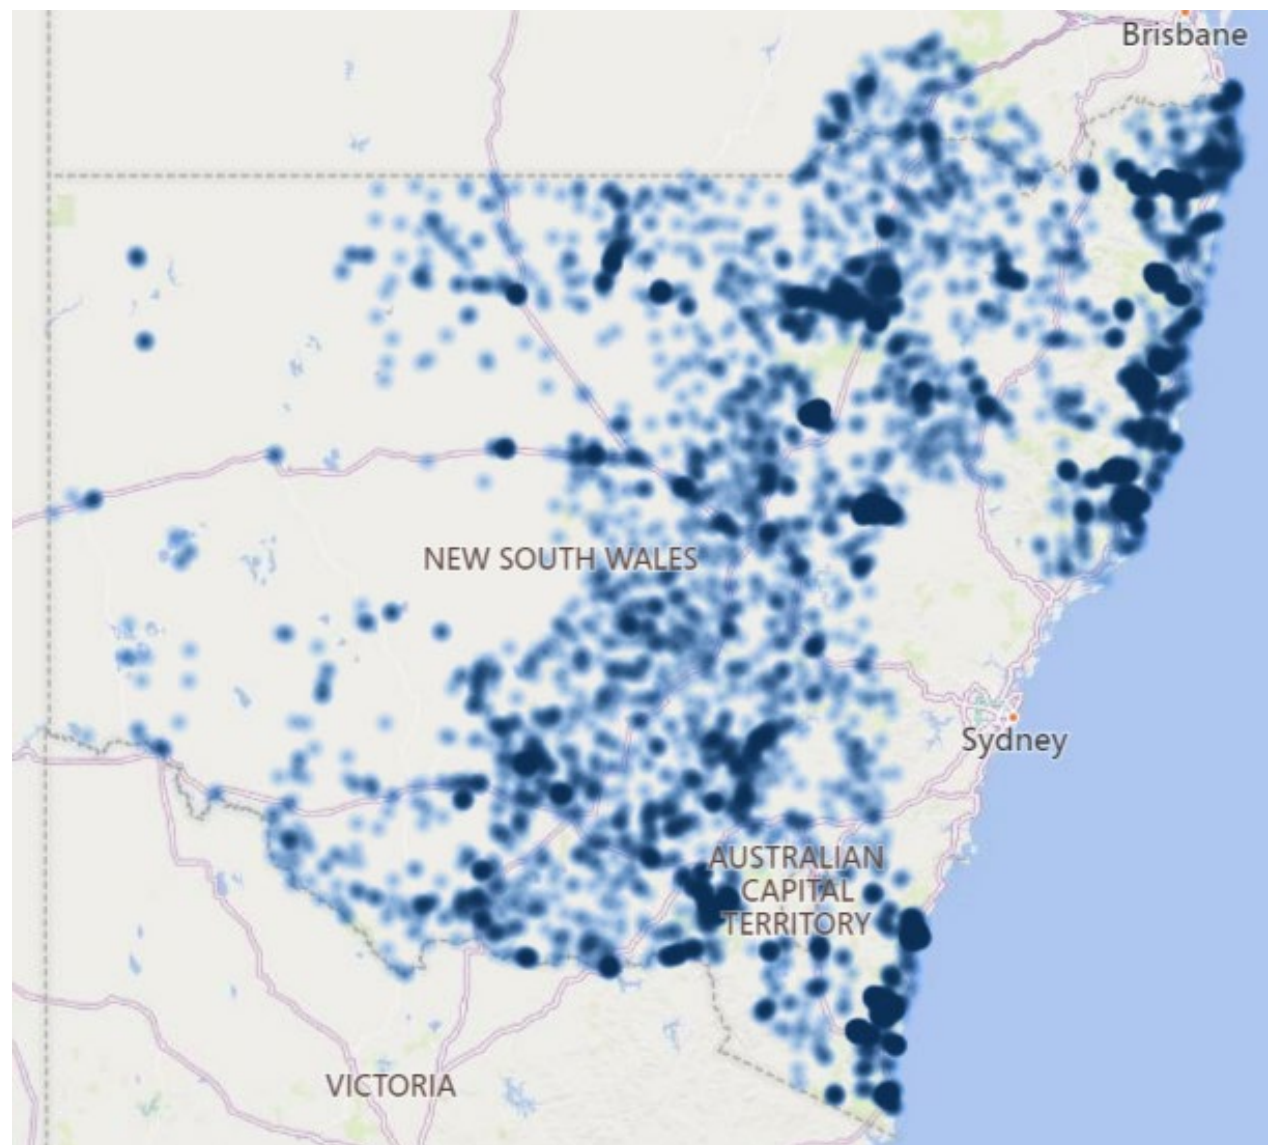 Brisbane
NEW SOUTH WALES
Sydney
AUSTRALIAN
CAPITAL
TERRITORY
VICTORIA